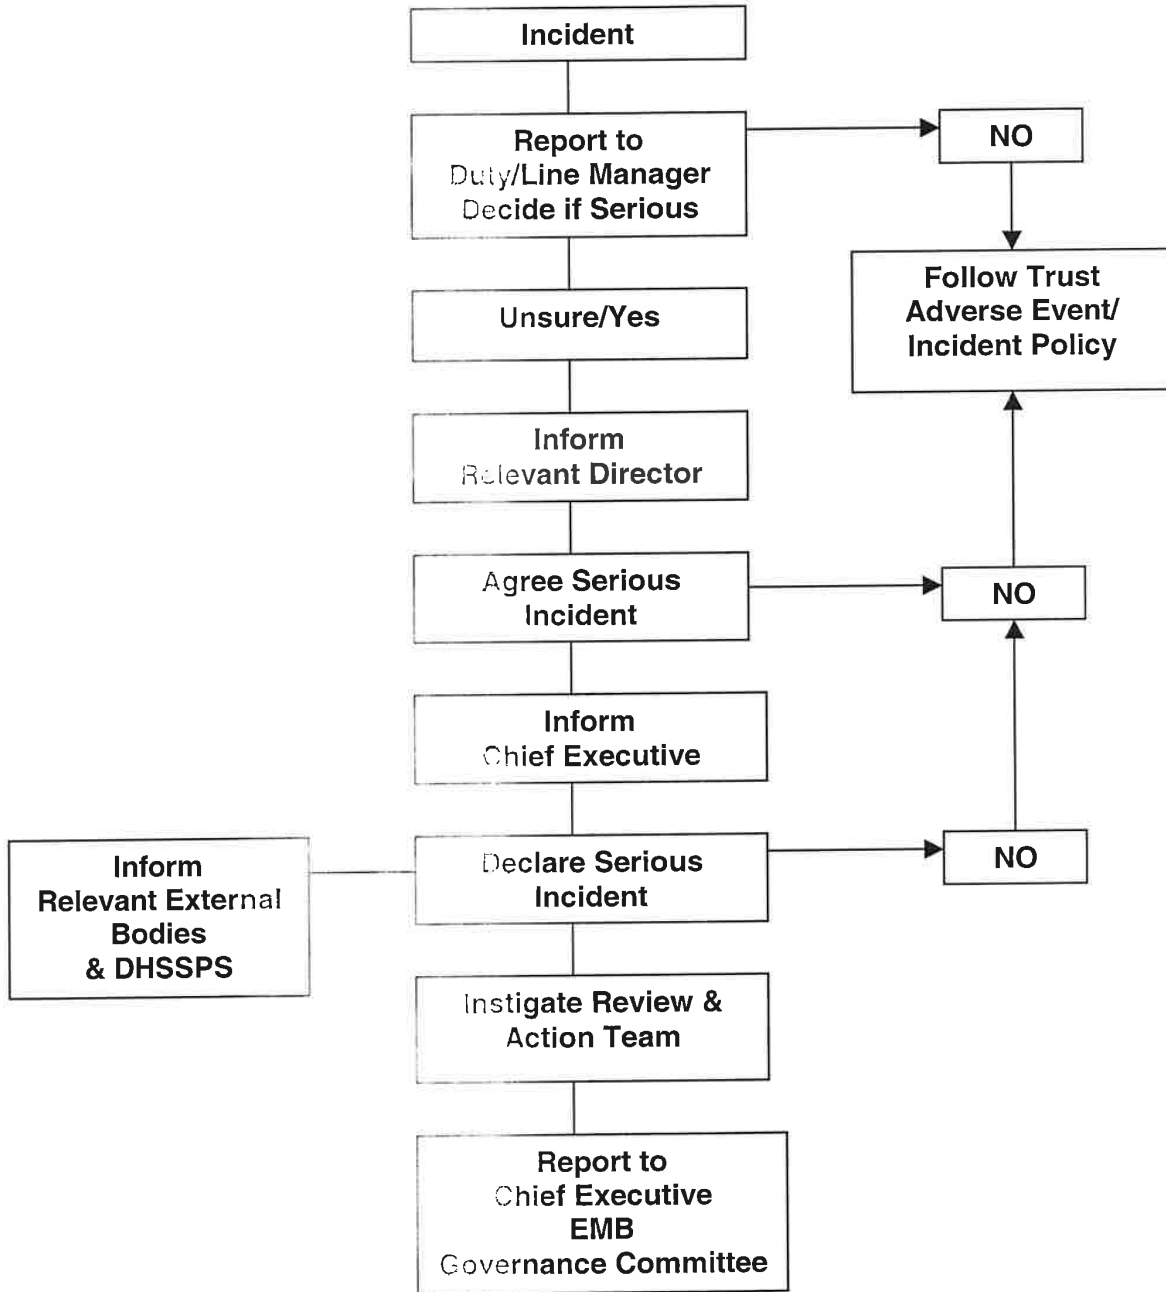 Incident
Report to
Duty/Line Manager
Decide if Serious
NO
Follow Trust
Adverse Event/
Incident Policy
Unsure/Yes
Inform
Relevant Director
Agree Serious
Incident
NO
Inform
Chief Executive
Declare Serious
Incident
NO
Inform
Relevant External
Bodies
& DHSSPS
Instigate Review &
Action Team
Report to
Chief Executive
EMB
Governance Committee